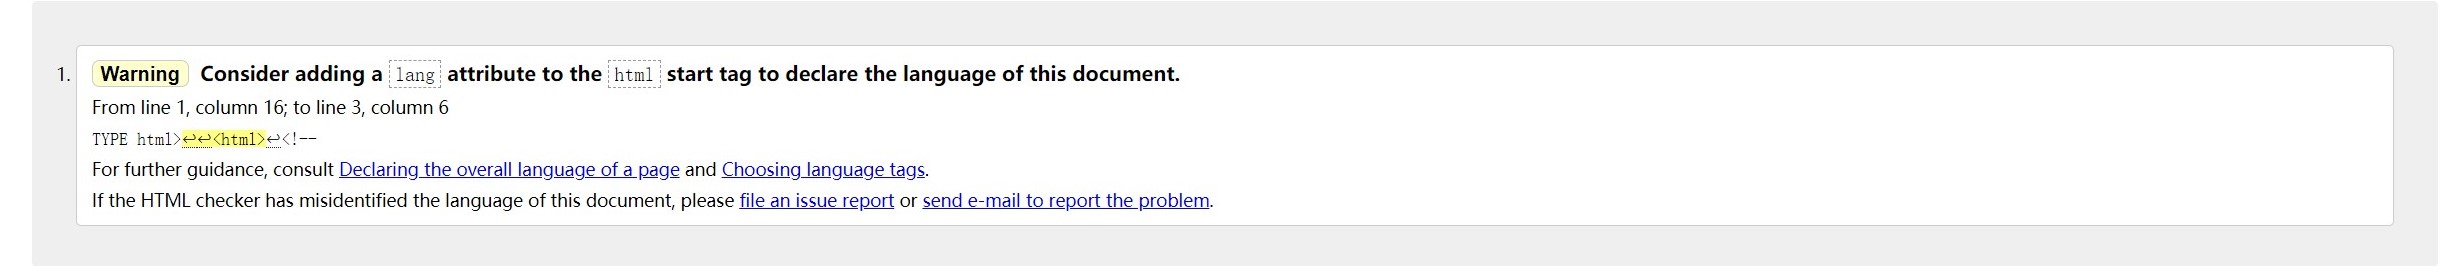 1. Warning Consider adding a lang attribute to the html start tag to declare the language of this document.
From line 1, column 16; to line 3, column 6
TYPE html>↩↩<html>↩<!--
For further guidance, consult Declaring the overall language of a page and Choosing language tags.
If the HTML checker has misidentified the language of this document, please file an issue report or send e-mail to report the problem.